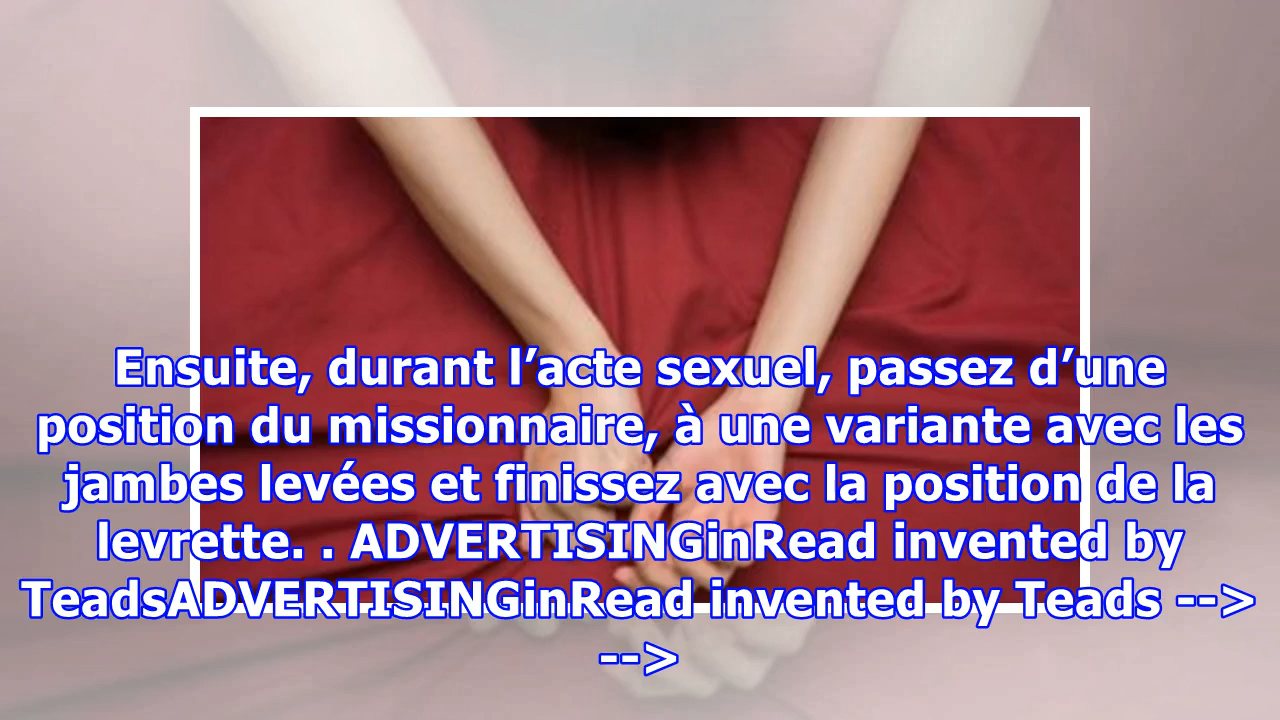 Ensuite, durant l’acte sexuel, passez d’une
position du missionnaire, à une variante avec les
jambes levées et finissez avec la position de la
levrette. . ADVERTISINGinRead invented by
TeadsADVERTISINGinRead invented by Teads -->
-->